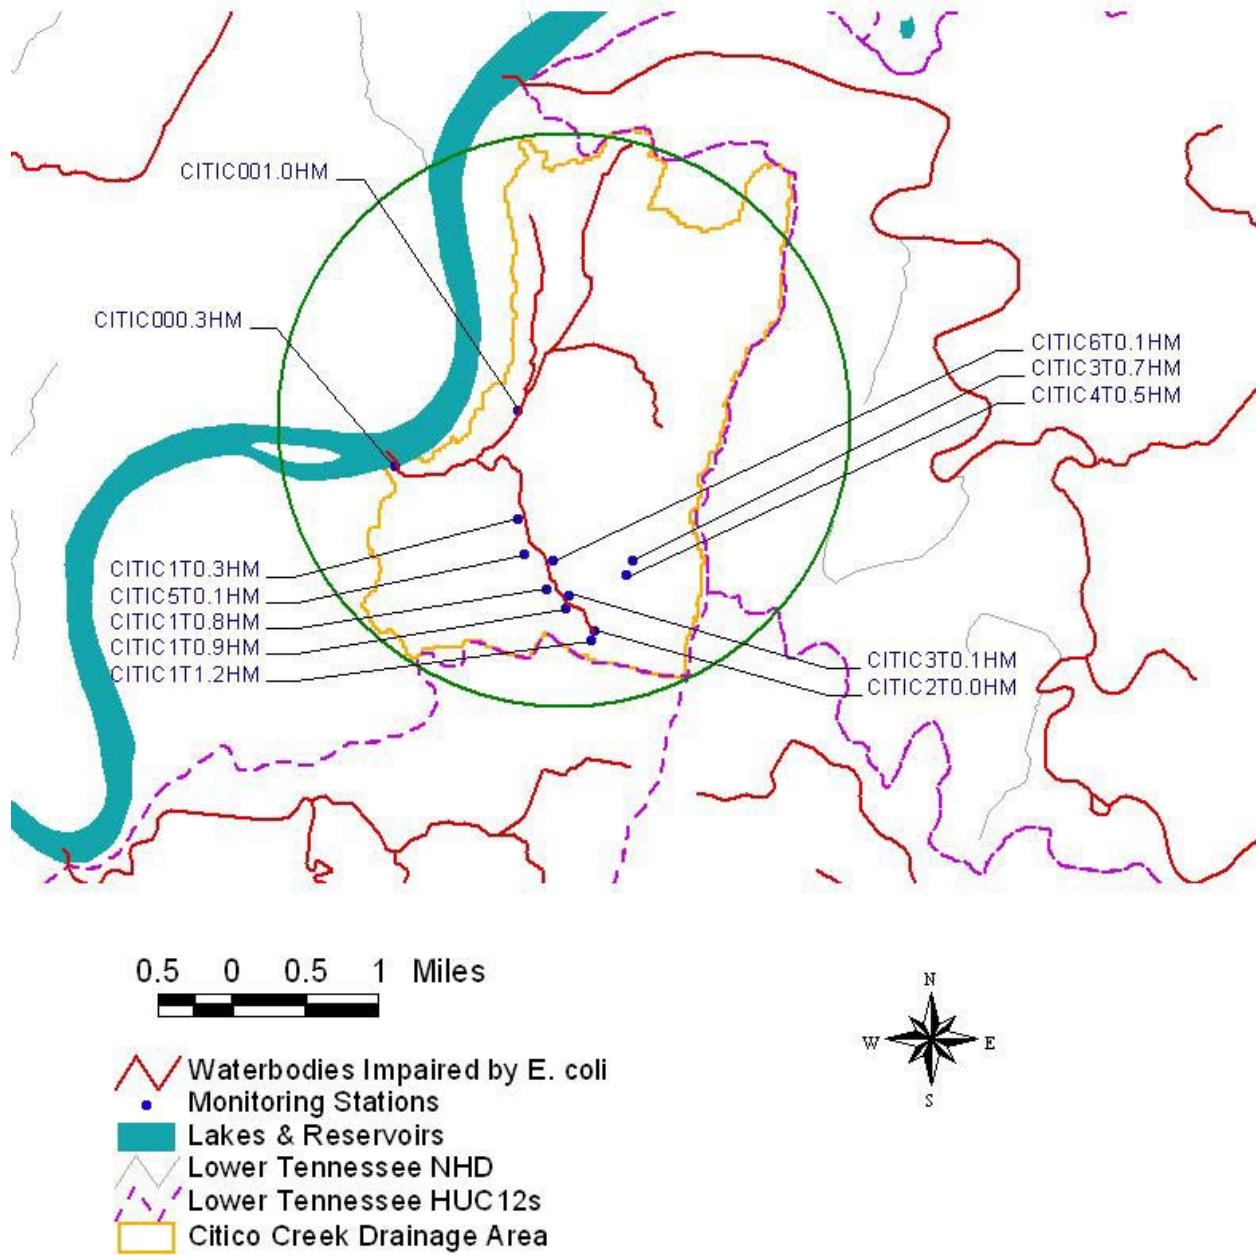 CITIC001.0HM
CITIC000.3HM
CITIC6T0.1HM
CITIC3T0.7HM
CITIC4T0.5HM
CITIC1T0.3HM
CITIC5T0.1HM
CITIC1T0.8HM
CITIC1T0.9HM
CITIC1T1.2HM
CITIC3T0.1HM
CITIC2T0.0HM
0.5 0 0.5 1 Miles
N
W E
S
Waterbodies Impaired by E. coli
Monitoring Stations
Lakes & Reservoirs
Lower Tennessee NHD
Lower Tennessee HUC12s
Citico Creek Drainage Area